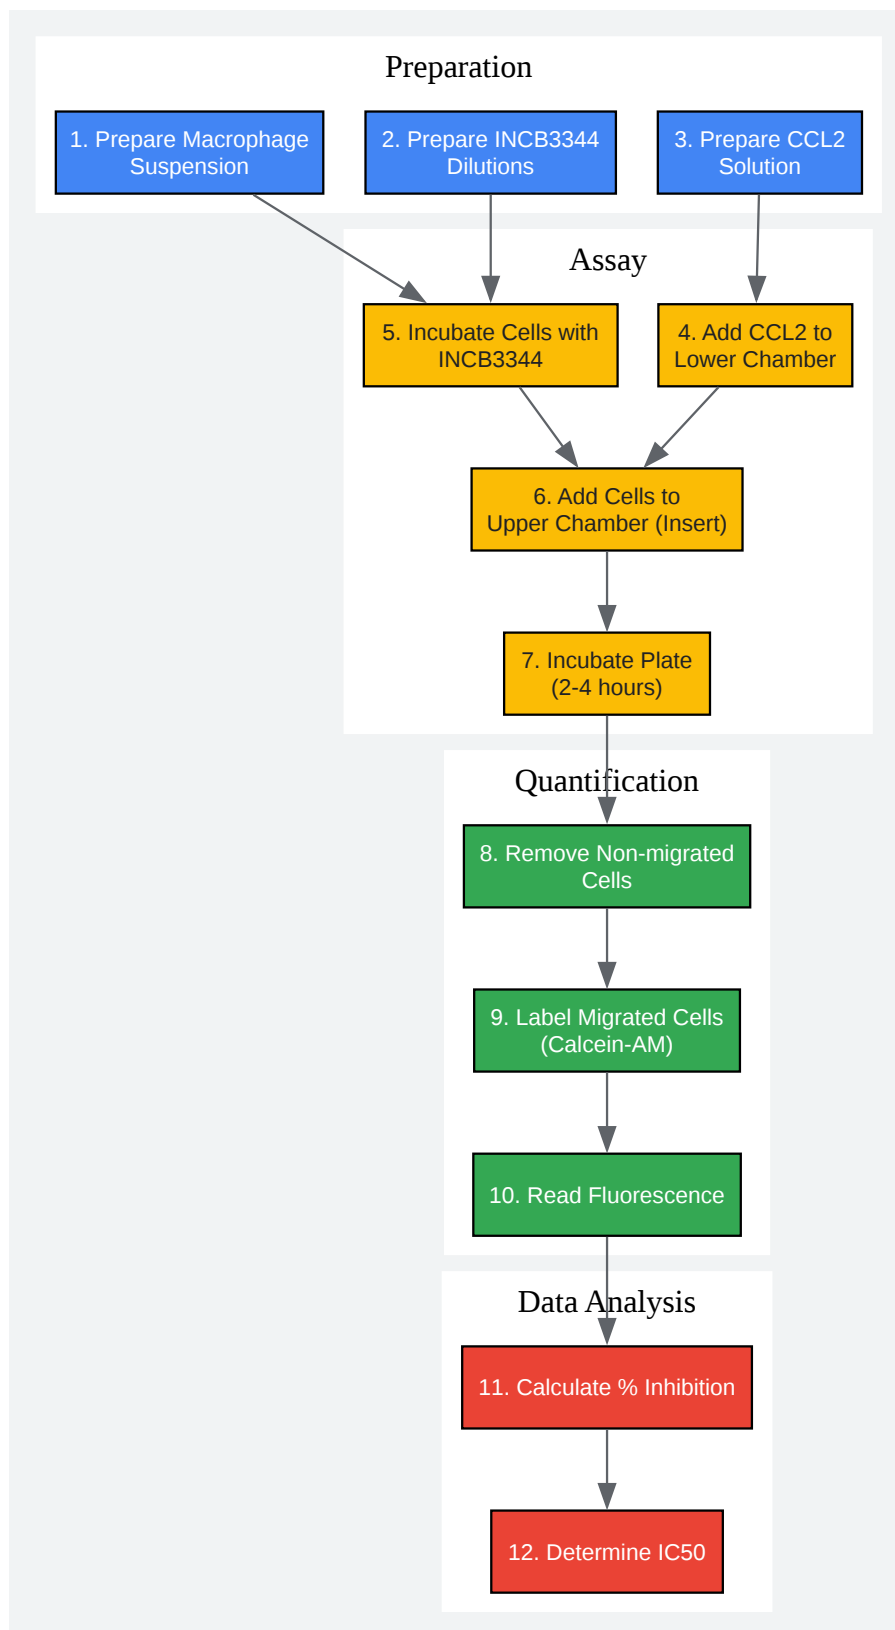 Preparation
1. Prepare Macrophage
Suspension
2. Prepare INCB3344
Dilutions
3. Prepare CCL2
Solution
Assay
5. Incubate Cells with
INCB3344
4. Add CCL2 to
Lower Chamber
6. Add Cells to
Upper Chamber (Insert)
7. Incubate Plate
(2-4 hours)
Quantification
8. Remove Non-migrated
Cells
9. Label Migrated Cells
(Calcein-AM)
10. Read Fluorescence
Data Analysis
11. Calculate % Inhibition
12. Determine IC50